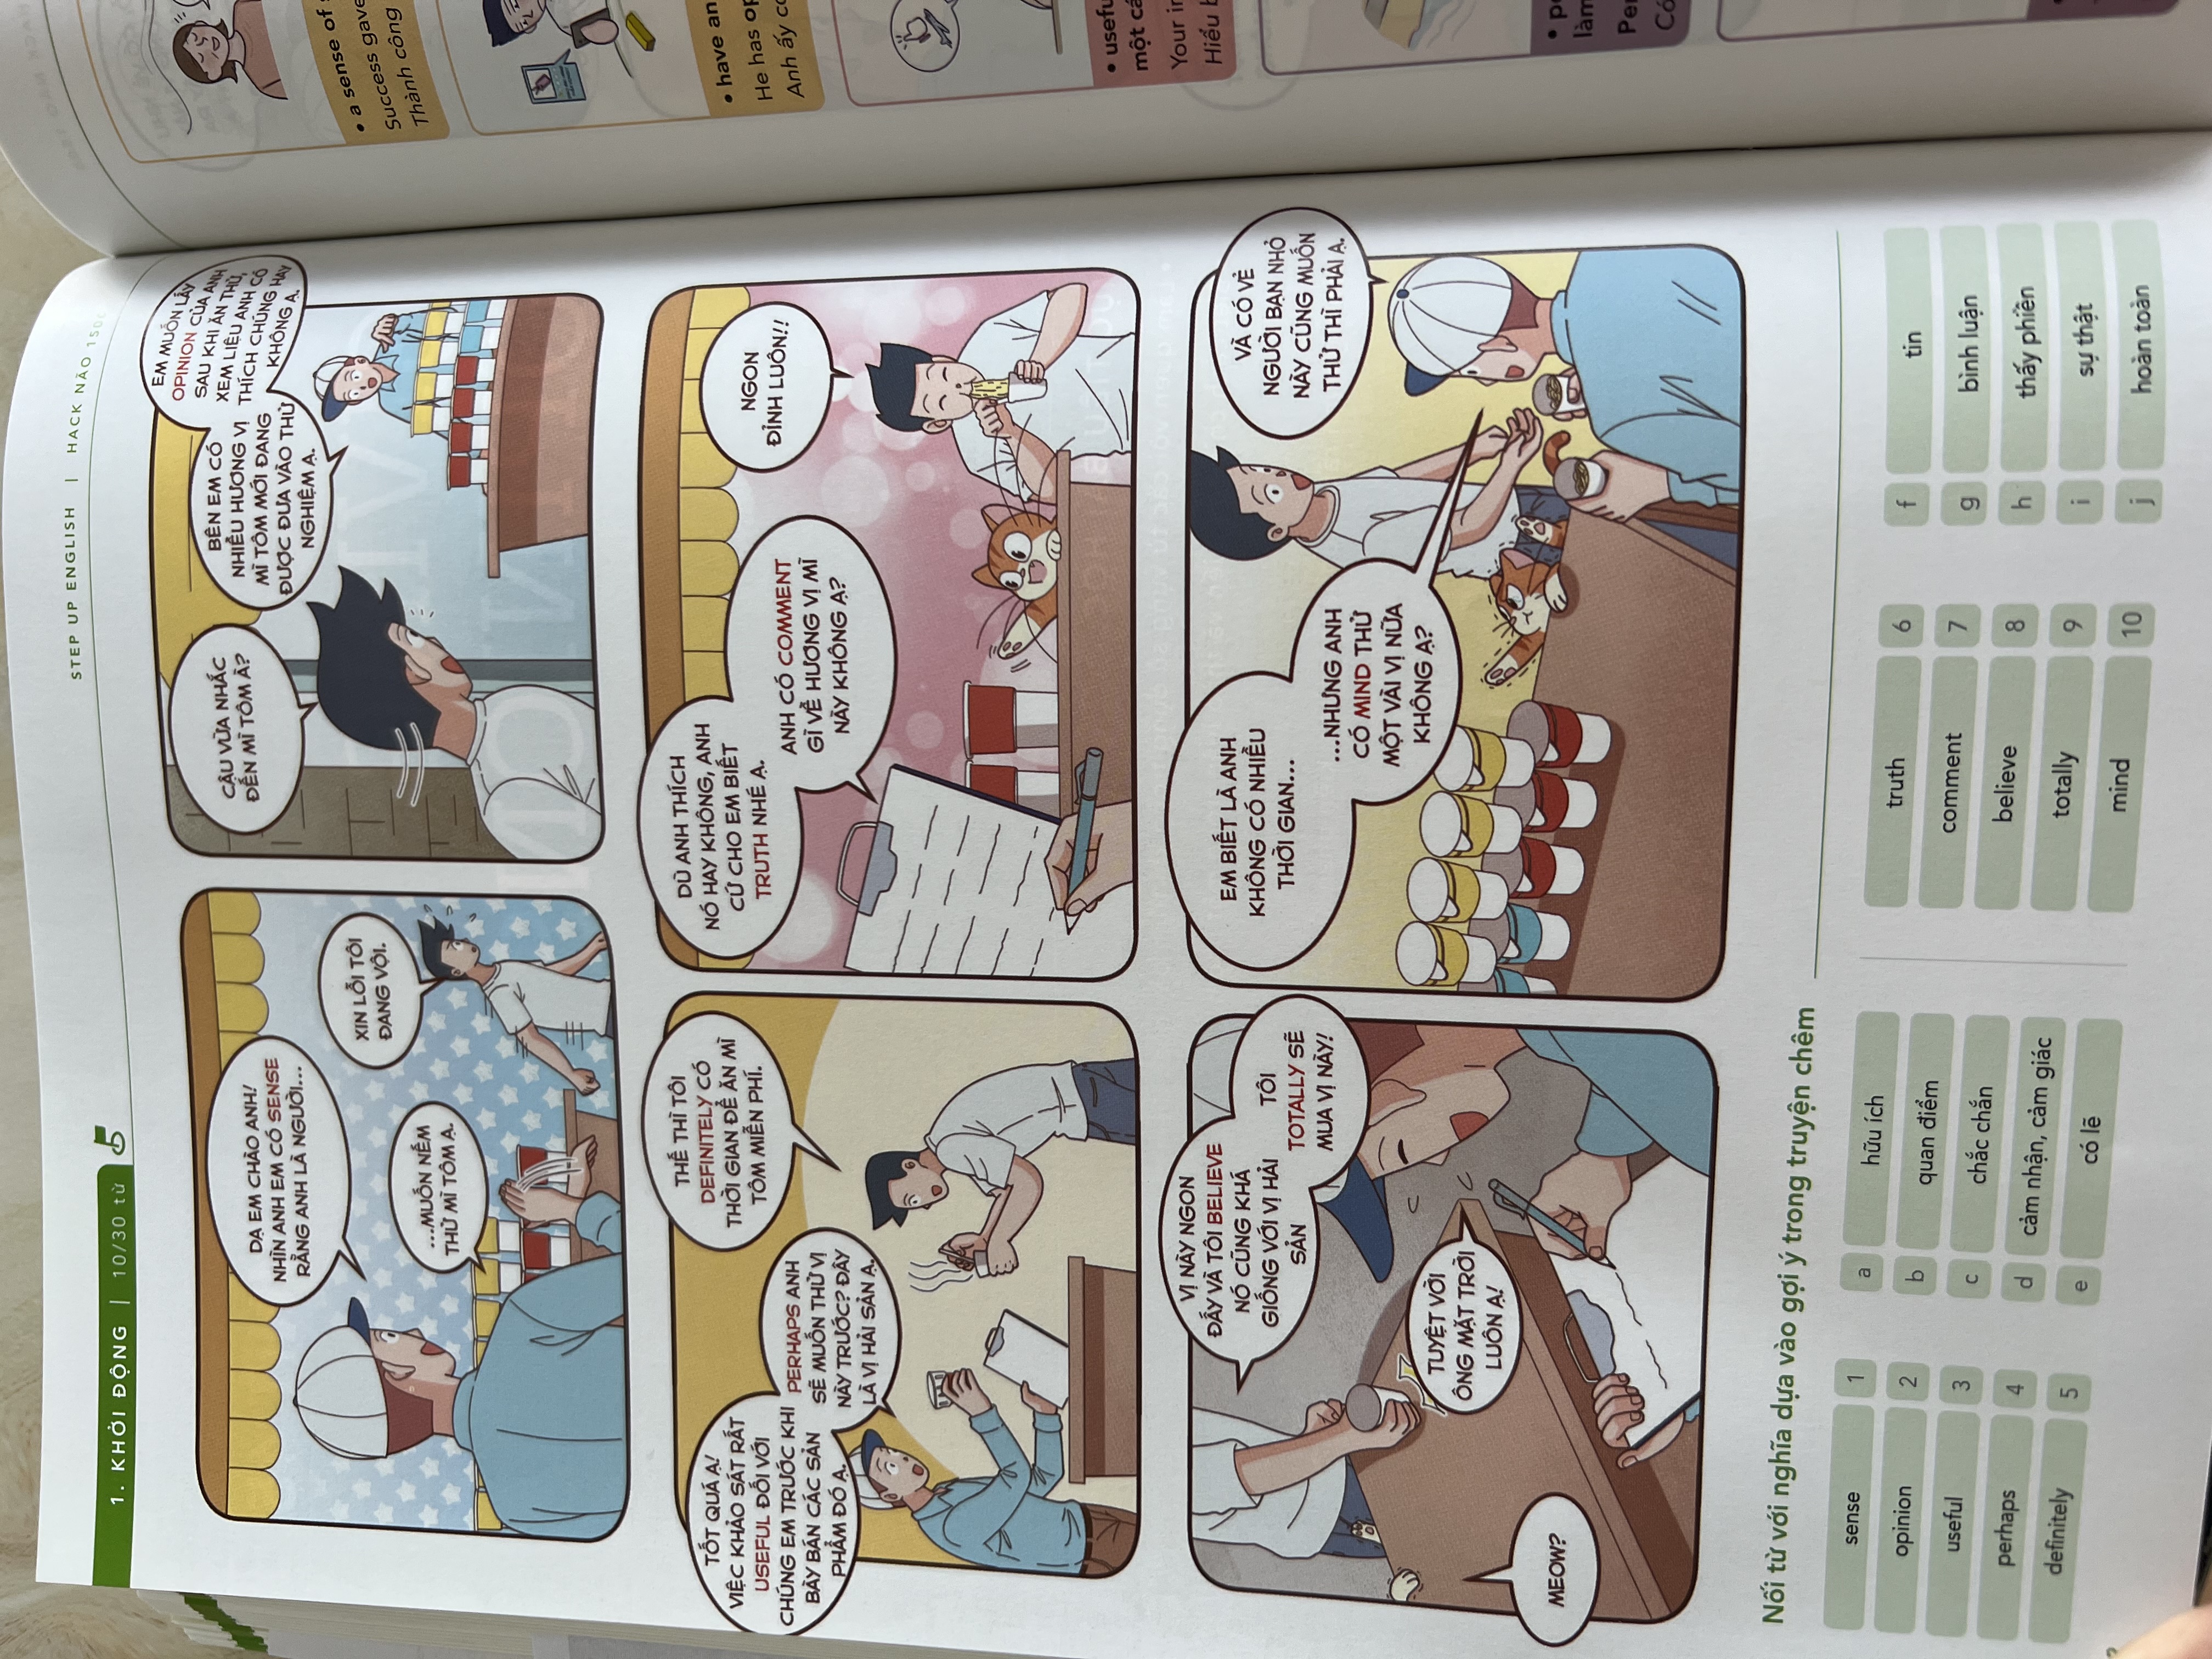 STEP UP ENGLISH | HACK NÃO 150
1. KHỞI ĐỘNG | 10/30 từ
DẠ EM CHÀO ANH!
NHÌN ANH EM CÓ SENSE
RẰNG ANH LÀ NGƯỜI...
XIN LỖI TÔI
ĐANG VỘI.
...MUỐN NẾM
THỬ MÌ TÔM Ạ.
CẬU VỪA NHẮC
ĐẾN MÌ TÔM À?
BÊN EM CÓ
NHIỀU HƯƠNG VỊ
MÌ TÔM MỚI ĐANG
ĐƯỢC ĐƯA VÀO THỬ
NGHIỆM Ạ.
EM MUỐN LẤY
OPINION CỦA ANH
SAU KHI ĂN THỬ,
XEM LIỆU ANH CÓ
THÍCH CHÚNG HAY
KHÔNG Ạ.
THẾ THÌ TÔI
DEFINITELY CÓ
THỜI GIAN ĐỂ ĂN MÌ
TÔM MIỄN PHÍ.
TỐT QUÁ Ạ!
VIỆC KHẢO SÁT RẤT
USEFUL ĐỐI VỚI
CHÚNG EM TRƯỚC KHI
BÀY BÁN CÁC SẢN
PHẨM ĐÓ Ạ.
PERHAPS ANH
SẼ MUỐN THỬ VỊ
NÀY TRƯỚC? ĐÂY
LÀ VỊ HẢI SẢN Ạ.
DÙ ANH THÍCH
NÓ HAY KHÔNG, ANH
CỨ CHO EM BIẾT
TRUTH NHÉ Ạ.
ANH CÓ COMMENT
GÌ VỀ HƯƠNG VỊ MÌ
NÀY KHÔNG Ạ?
NGON
ĐỈNH LUÔN!!
VỊ NÀY NGON
ĐẤY VÀ TÔI BELIEVE
NÓ CŨNG KHÁ
GIỐNG VỚI VỊ HẢI
SẢN
TÔI
TOTALLY SẼ
MUA VỊ NÀY!
TUYỆT VỜI
ÔNG MẶT TRỜI
LUÔN Ạ!
MEOW?
EM BIẾT LÀ ANH
KHÔNG CÓ NHIỀU
THỜI GIAN...
...NHƯNG ANH
CÓ MIND THỬ
MỘT VÀI VỊ NỮA
KHÔNG Ạ?
VÀ CÓ VẺ
NGƯỜI BẠN NHỎ
NÀY CŨNG MUỐN
THỬ THÌ PHẢI Ạ.
Nối từ với nghĩa dựa vào gợi ý trong truyện chêm
sense 1
opinion 2
useful 3
perhaps 4
definitely 5
a hữu ích
b quan điểm
c chắc chắn
d cảm nhận, cảm giác
e có lẽ
truth 6
comment 7
believe 8
totally 9
mind 10
f tin
g bình luận
h thấy phiền
i sự thật
j hoàn toàn
• a sense of
Success gave
Thành công
• have an
He has
Anh ấy
một
Your
Hiểu
làm